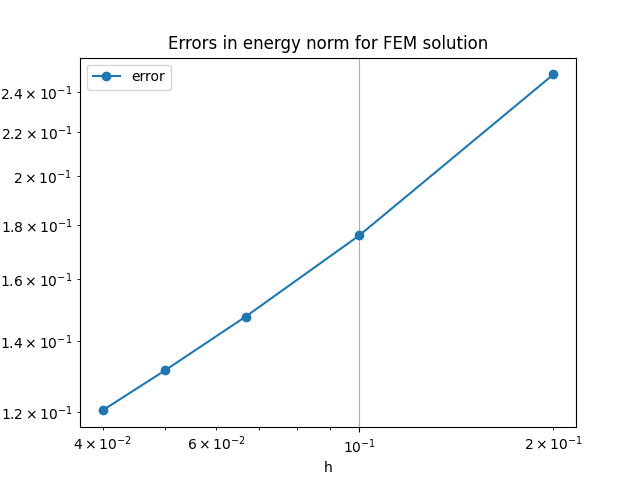 Errors in energy norm for FEM solution
error
2.4 × 10⁻¹
2.2 × 10⁻¹
2 × 10⁻¹
1.8 × 10⁻¹
1.6 × 10⁻¹
1.4 × 10⁻¹
1.2 × 10⁻¹
4 × 10⁻² 6 × 10⁻² 10⁻¹ 2 × 10⁻¹
h